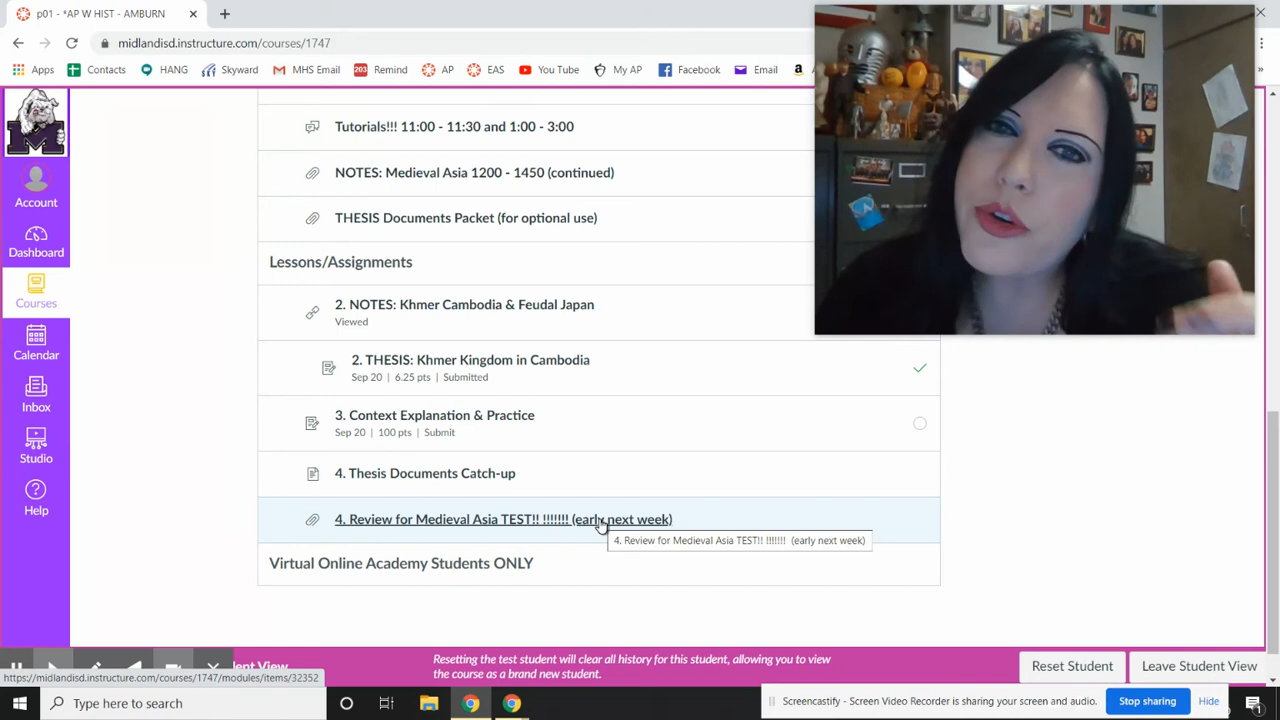 p01 - *AP W HIST - AMBURN
midlandisd.instructure.com/courses/1747
Apps
Contacts
HANG
Skyward
MHS Email
203
Remind
AP
EAS
You Tube
My AP
Facebook
Email
M
Account
Dashboard
Courses
Calendar
Inbox
Studio
Help
Tutorials!!! 11:00 - 11:30 and 1:00 - 3:00
NOTES: Medieval Asia 1200 - 1450 (continued)
THESIS Documents Packet (for optional use)
Lessons/Assignments
2. NOTES: Khmer Cambodia & Feudal Japan
Viewed
2. THESIS: Khmer Kingdom in Cambodia
Sep 20 | 6.25 pts | Submitted
3. Context Explanation & Practice
Sep 20 | 100 pts | Submit
4. Thesis Documents Catch-up
4. Review for Medieval Asia TEST!! !!!!!!! (early next week)
4. Review for Medieval Asia TEST!! !!!!!!! (early next week)
Virtual Online Academy Students ONLY
dent View
Resetting the test student will clear all history for this student, allowing you to view
the course as a brand new student.
Reset Student
Leave Student View
https://midlandisd.instructure.com/courses/1747/modules/items/32352
Type here to search
Screencastify - Screen Video Recorder is sharing your screen and audio.
Stop sharing
Hide
1